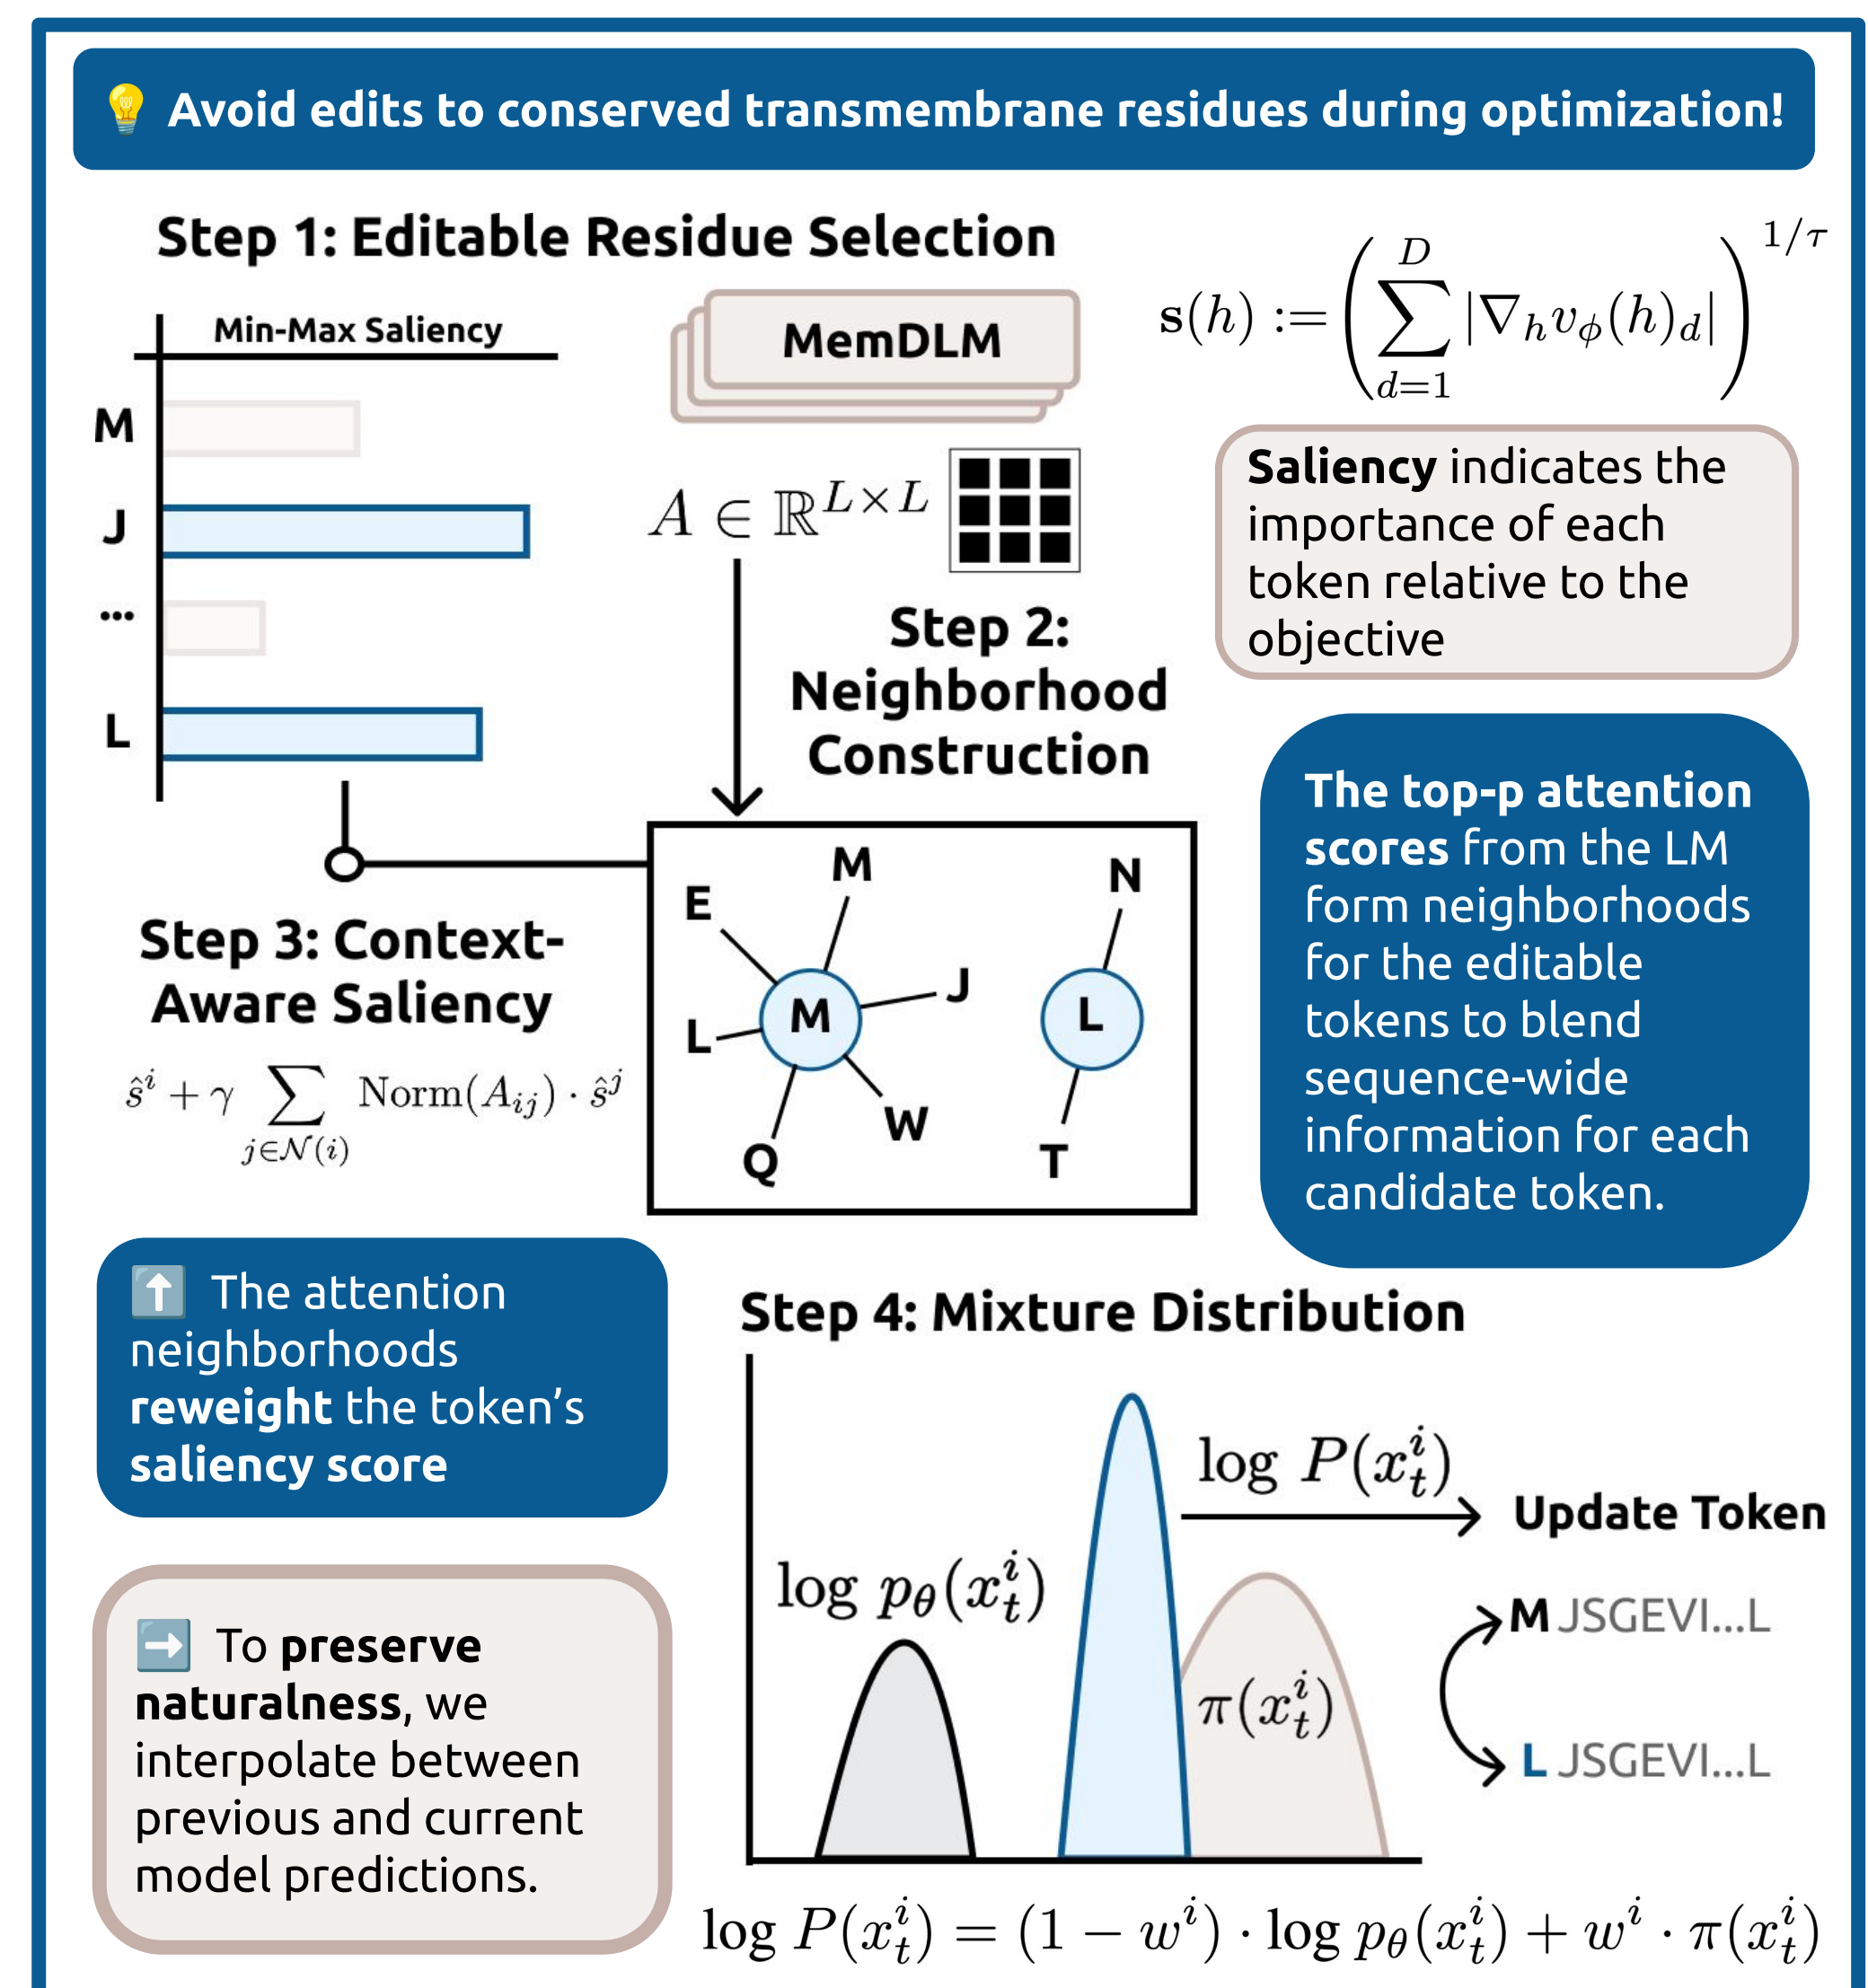 💡 Avoid edits to conserved transmembrane residues during optimization!
Step 1: Editable Residue Selection
Min-Max Saliency
M
J
...
L
MemDLM
A ∈ ℝ^{L×L}
s(h) := (∑_{d=1}^{D} |∇_h v_ϕ(h)_d|)^{1/τ}
Saliency indicates the
importance of each
token relative to the
objective
Step 2:
Neighborhood
Construction
The top-p attention
scores from the LM
form neighborhoods
for the editable
tokens to blend
sequence-wide
information for each
candidate token.
Step 3: Context-
Aware Saliency
ŝ^i + γ ∑_{j∈𝒩(i)} Norm(A_{ij}) · ŝ^j
E
M
J
L
M
W
Q
N
L
T
⬆️ The attention
neighborhoods
reweight the token’s
saliency score
➡️ To preserve
naturalness, we
interpolate between
previous and current
model predictions.
Step 4: Mixture Distribution
log p_θ(x_t^i)
log P(x_t^i)
π(x_t^i)
Update Token
M JSGEVI...L
L JSGEVI...L
log P(x_t^i) = (1 − w^i) · log p_θ(x_t^i) + w^i · π(x_t^i)